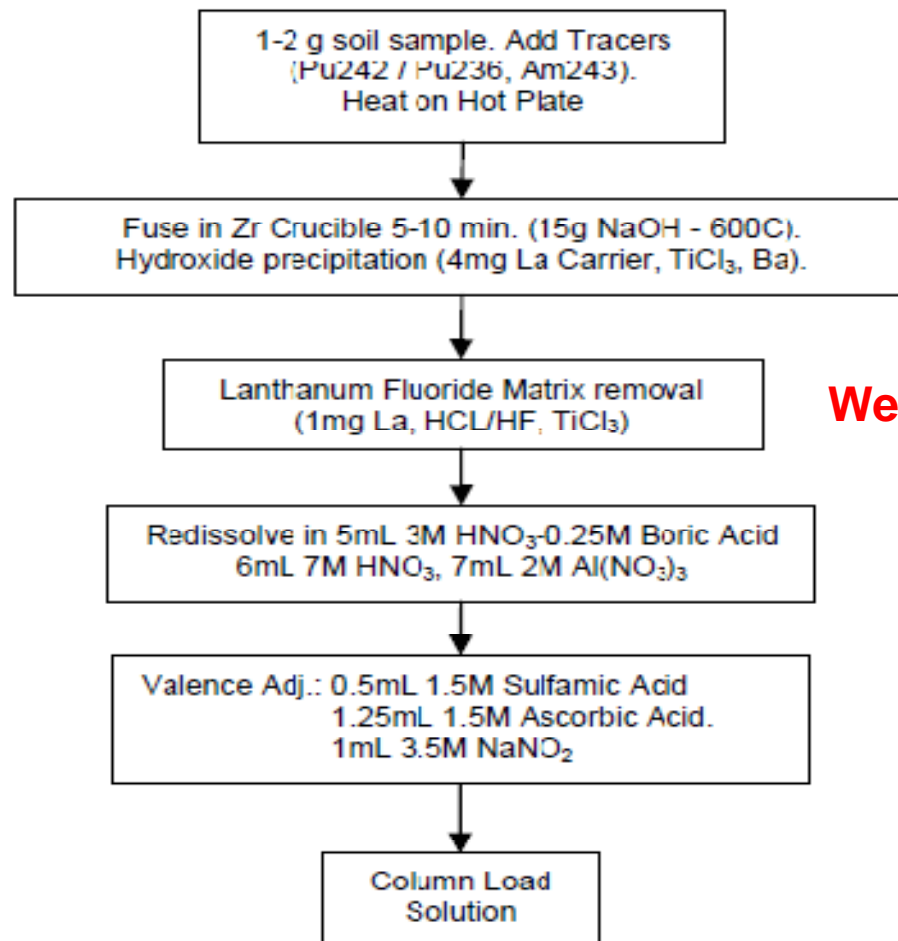 1-2 g soil sample. Add Tracers
(Pu242 / Pu236, Am243).
Heat on Hot Plate
Fuse in Zr Crucible 5-10 min. (15g NaOH - 600C).
Hydroxide precipitation (4mg La Carrier, TiCl₃, Ba).
Lanthanum Fluoride Matrix removal
(1mg La, HCL/HF, TiCl₃)
We
Redissolve in 5mL 3M HNO₃-0.25M Boric Acid
6mL 7M HNO₃, 7mL 2M Al(NO₃)₃
Valence Adj.: 0.5mL 1.5M Sulfamic Acid
1.25mL 1.5M Ascorbic Acid.
1mL 3.5M NaNO₂
Column Load
Solution